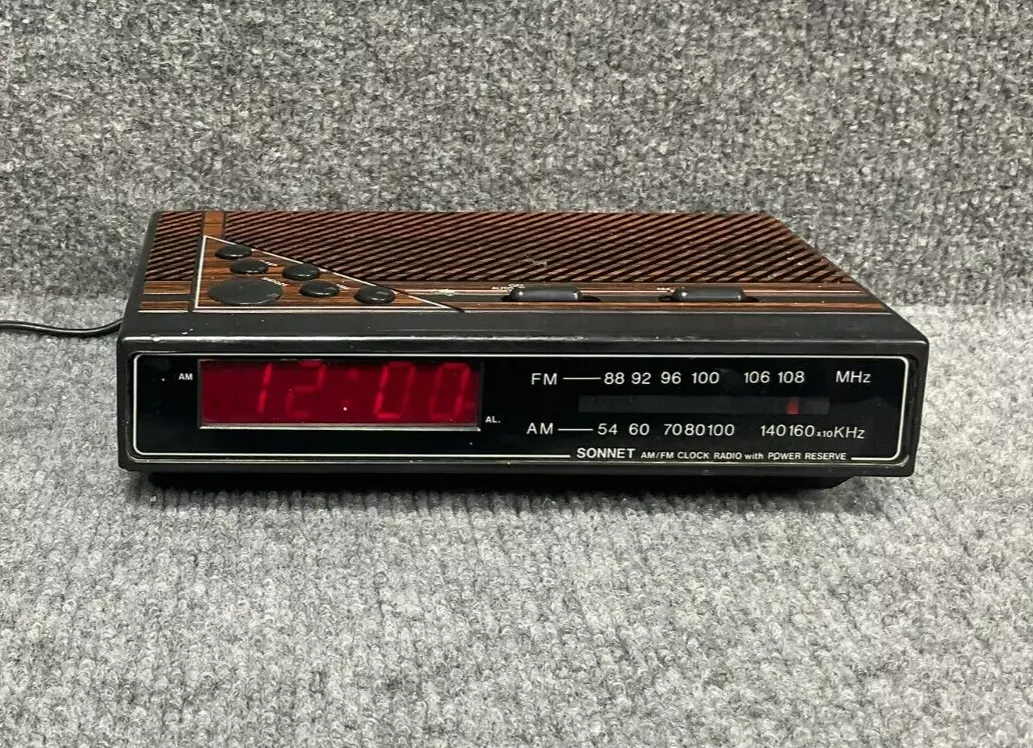 AM
12:00
AL.
FM 88 92 96 100 106 108 MHz
AM 54 60 70 80 100 140 160 x10 KHz
SONNET AM/FM CLOCK RADIO with POWER RESERVE